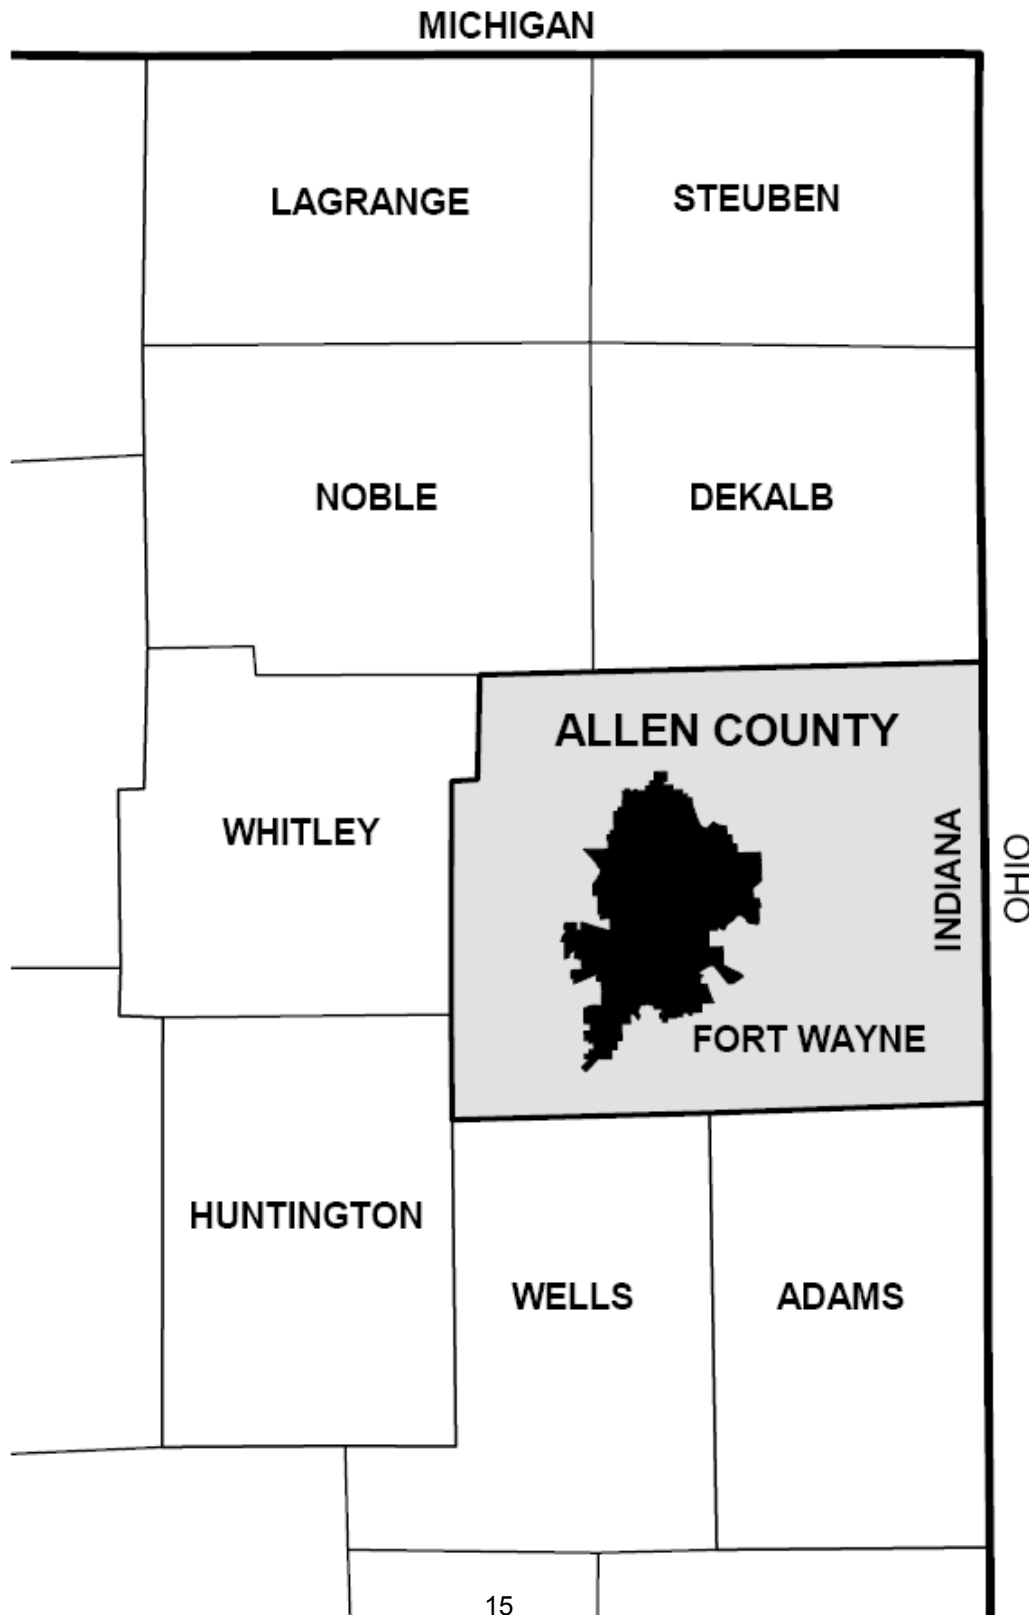 MICHIGAN
LAGRANGE
STEUBEN
NOBLE
DEKALB
ALLEN COUNTY
WHITLEY
INDIANA
OHIO
FORT WAYNE
HUNTINGTON
WELLS
ADAMS
15